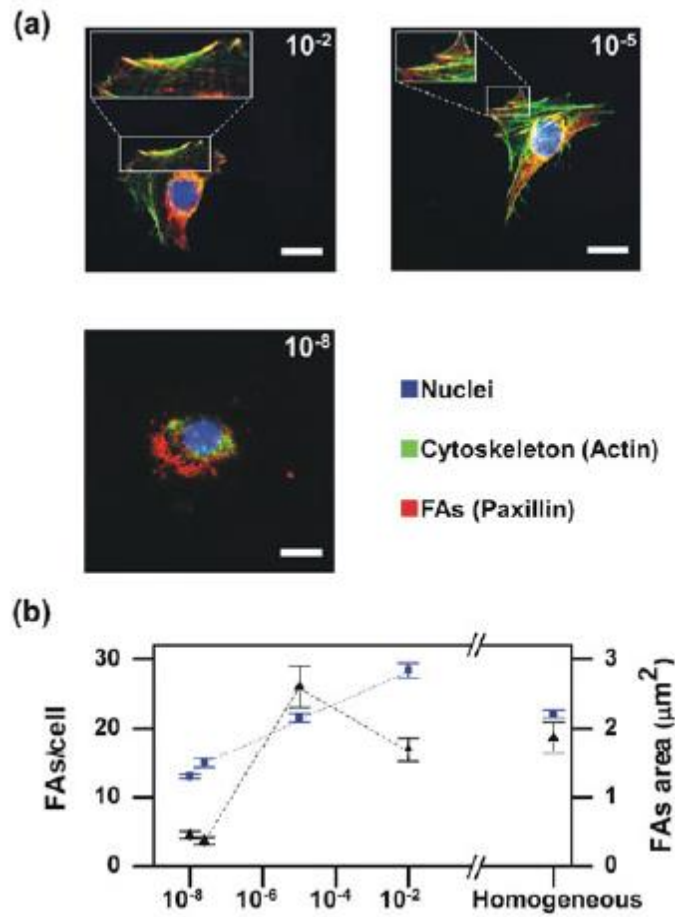 (a)
10⁻² 10⁻⁵
10⁻⁸
Nuclei
Cytoskeleton (Actin)
FAs (Paxillin)
(b)
30 3
20 2
10 1
0 0
FAs/cell
FAs area (μm²)
10⁻⁸ 10⁻⁶ 10⁻⁴ 10⁻² Homogeneous